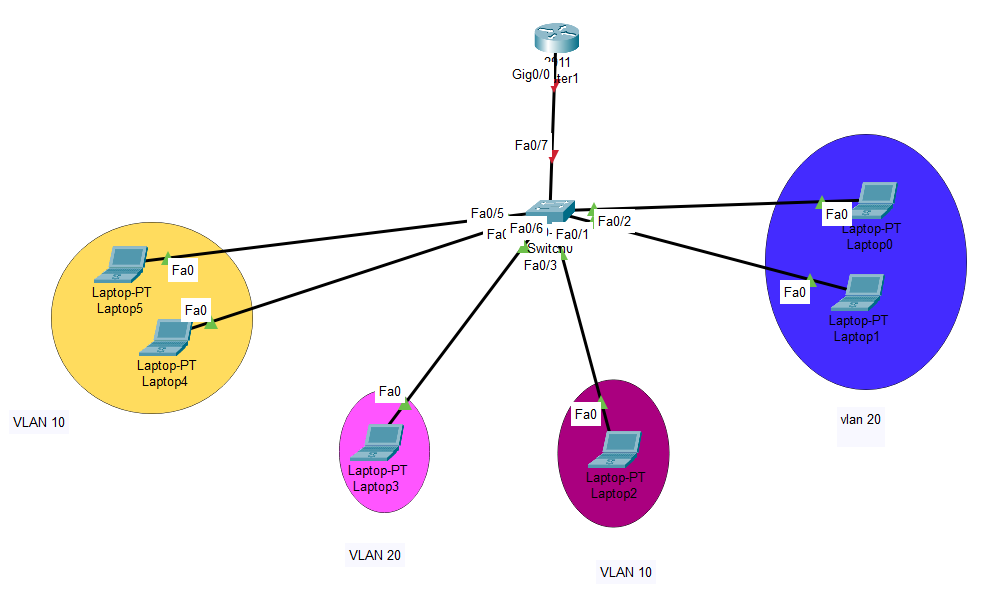 Gig0/0
Fa0/7
Fa0/5
Fa0/6
Fa0/1
Fa0/2
Fa0/3
Fa0
Laptop-PT
Laptop0
Fa0
Laptop-PT
Laptop1
Fa0
Laptop-PT
Laptop5
Fa0
Laptop-PT
Laptop4
VLAN 10
Fa0
Laptop-PT
Laptop3
Fa0
Laptop-PT
Laptop2
vlan 20
VLAN 20
VLAN 10